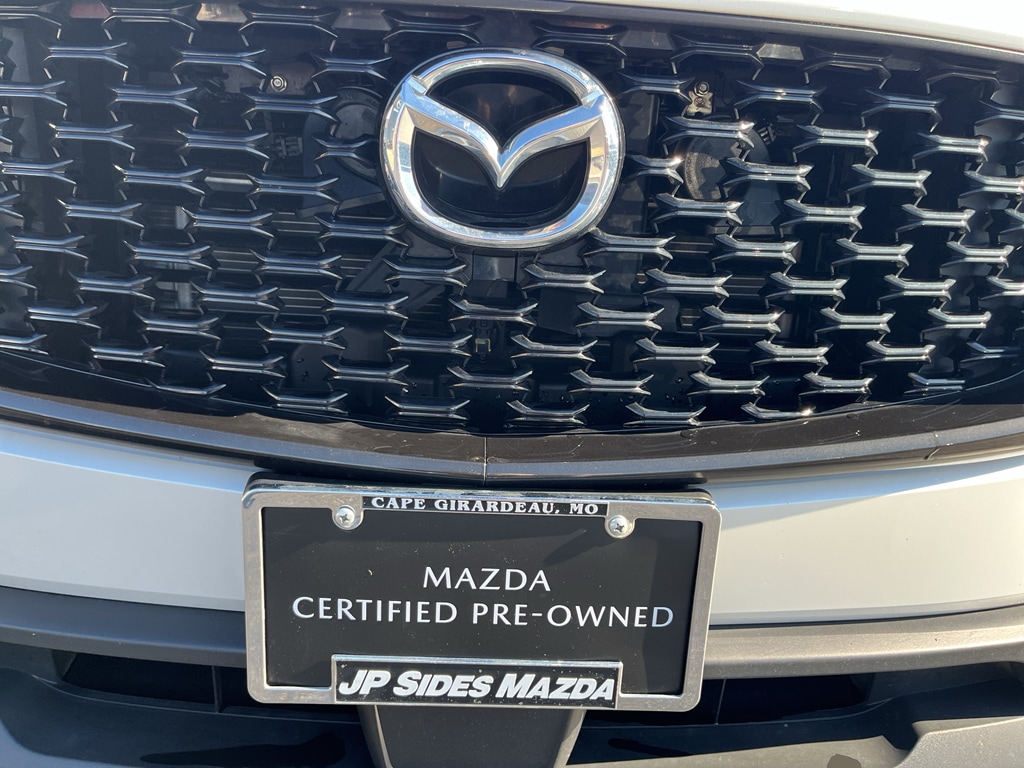 CAPE GIRARDEAU, MO
MAZDA
CERTIFIED PRE-OWNED
JP SIDES MAZDA